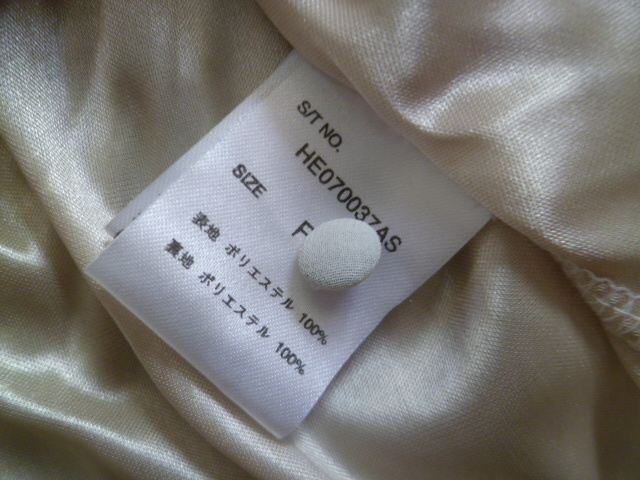 S/T NO.
HE070037AS
SIZE F
表地 ポリエステル 100%
裏地 ポリエステル 100%